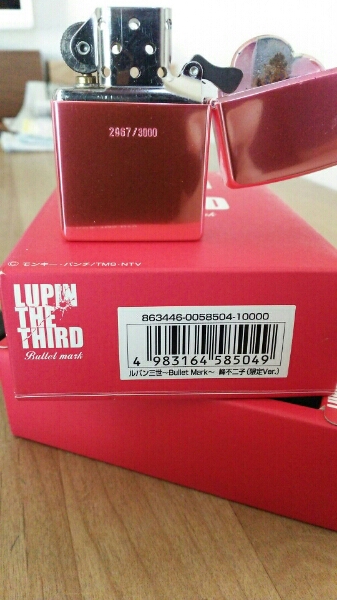 2967/3000
© モンキー・パンチ/TMS・NTV
LUPIN
THE
THIRD
Bullet mark
863446-0058504-10000
4 983164 585049
ルパン三世～Bullet Mark～ 峰不二子(限定Ver.)